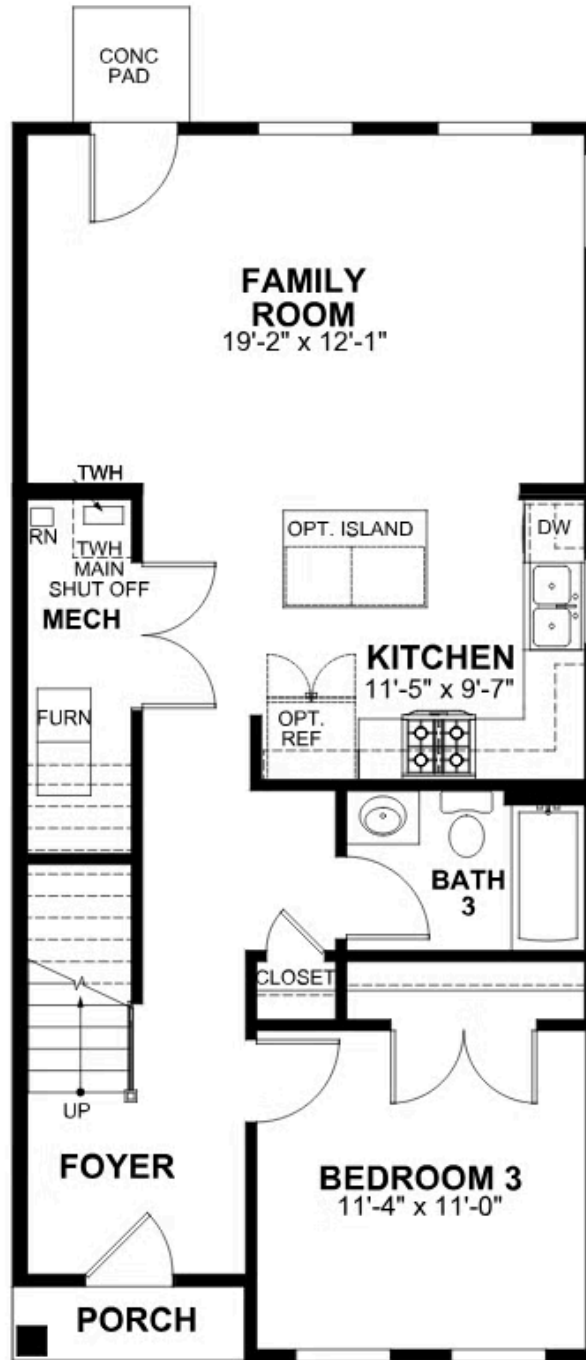 CONC
PAD
FAMILY
ROOM
19'-2" x 12'-1"
TWH
RN
TWH
MAIN
SHUT OFF
MECH
OPT. ISLAND
DW
KITCHEN
11'-5" x 9'-7"
FURN
OPT.
REF
BATH
3
CLOSET
UP
FOYER
BEDROOM 3
11'-4" x 11'-0"
PORCH